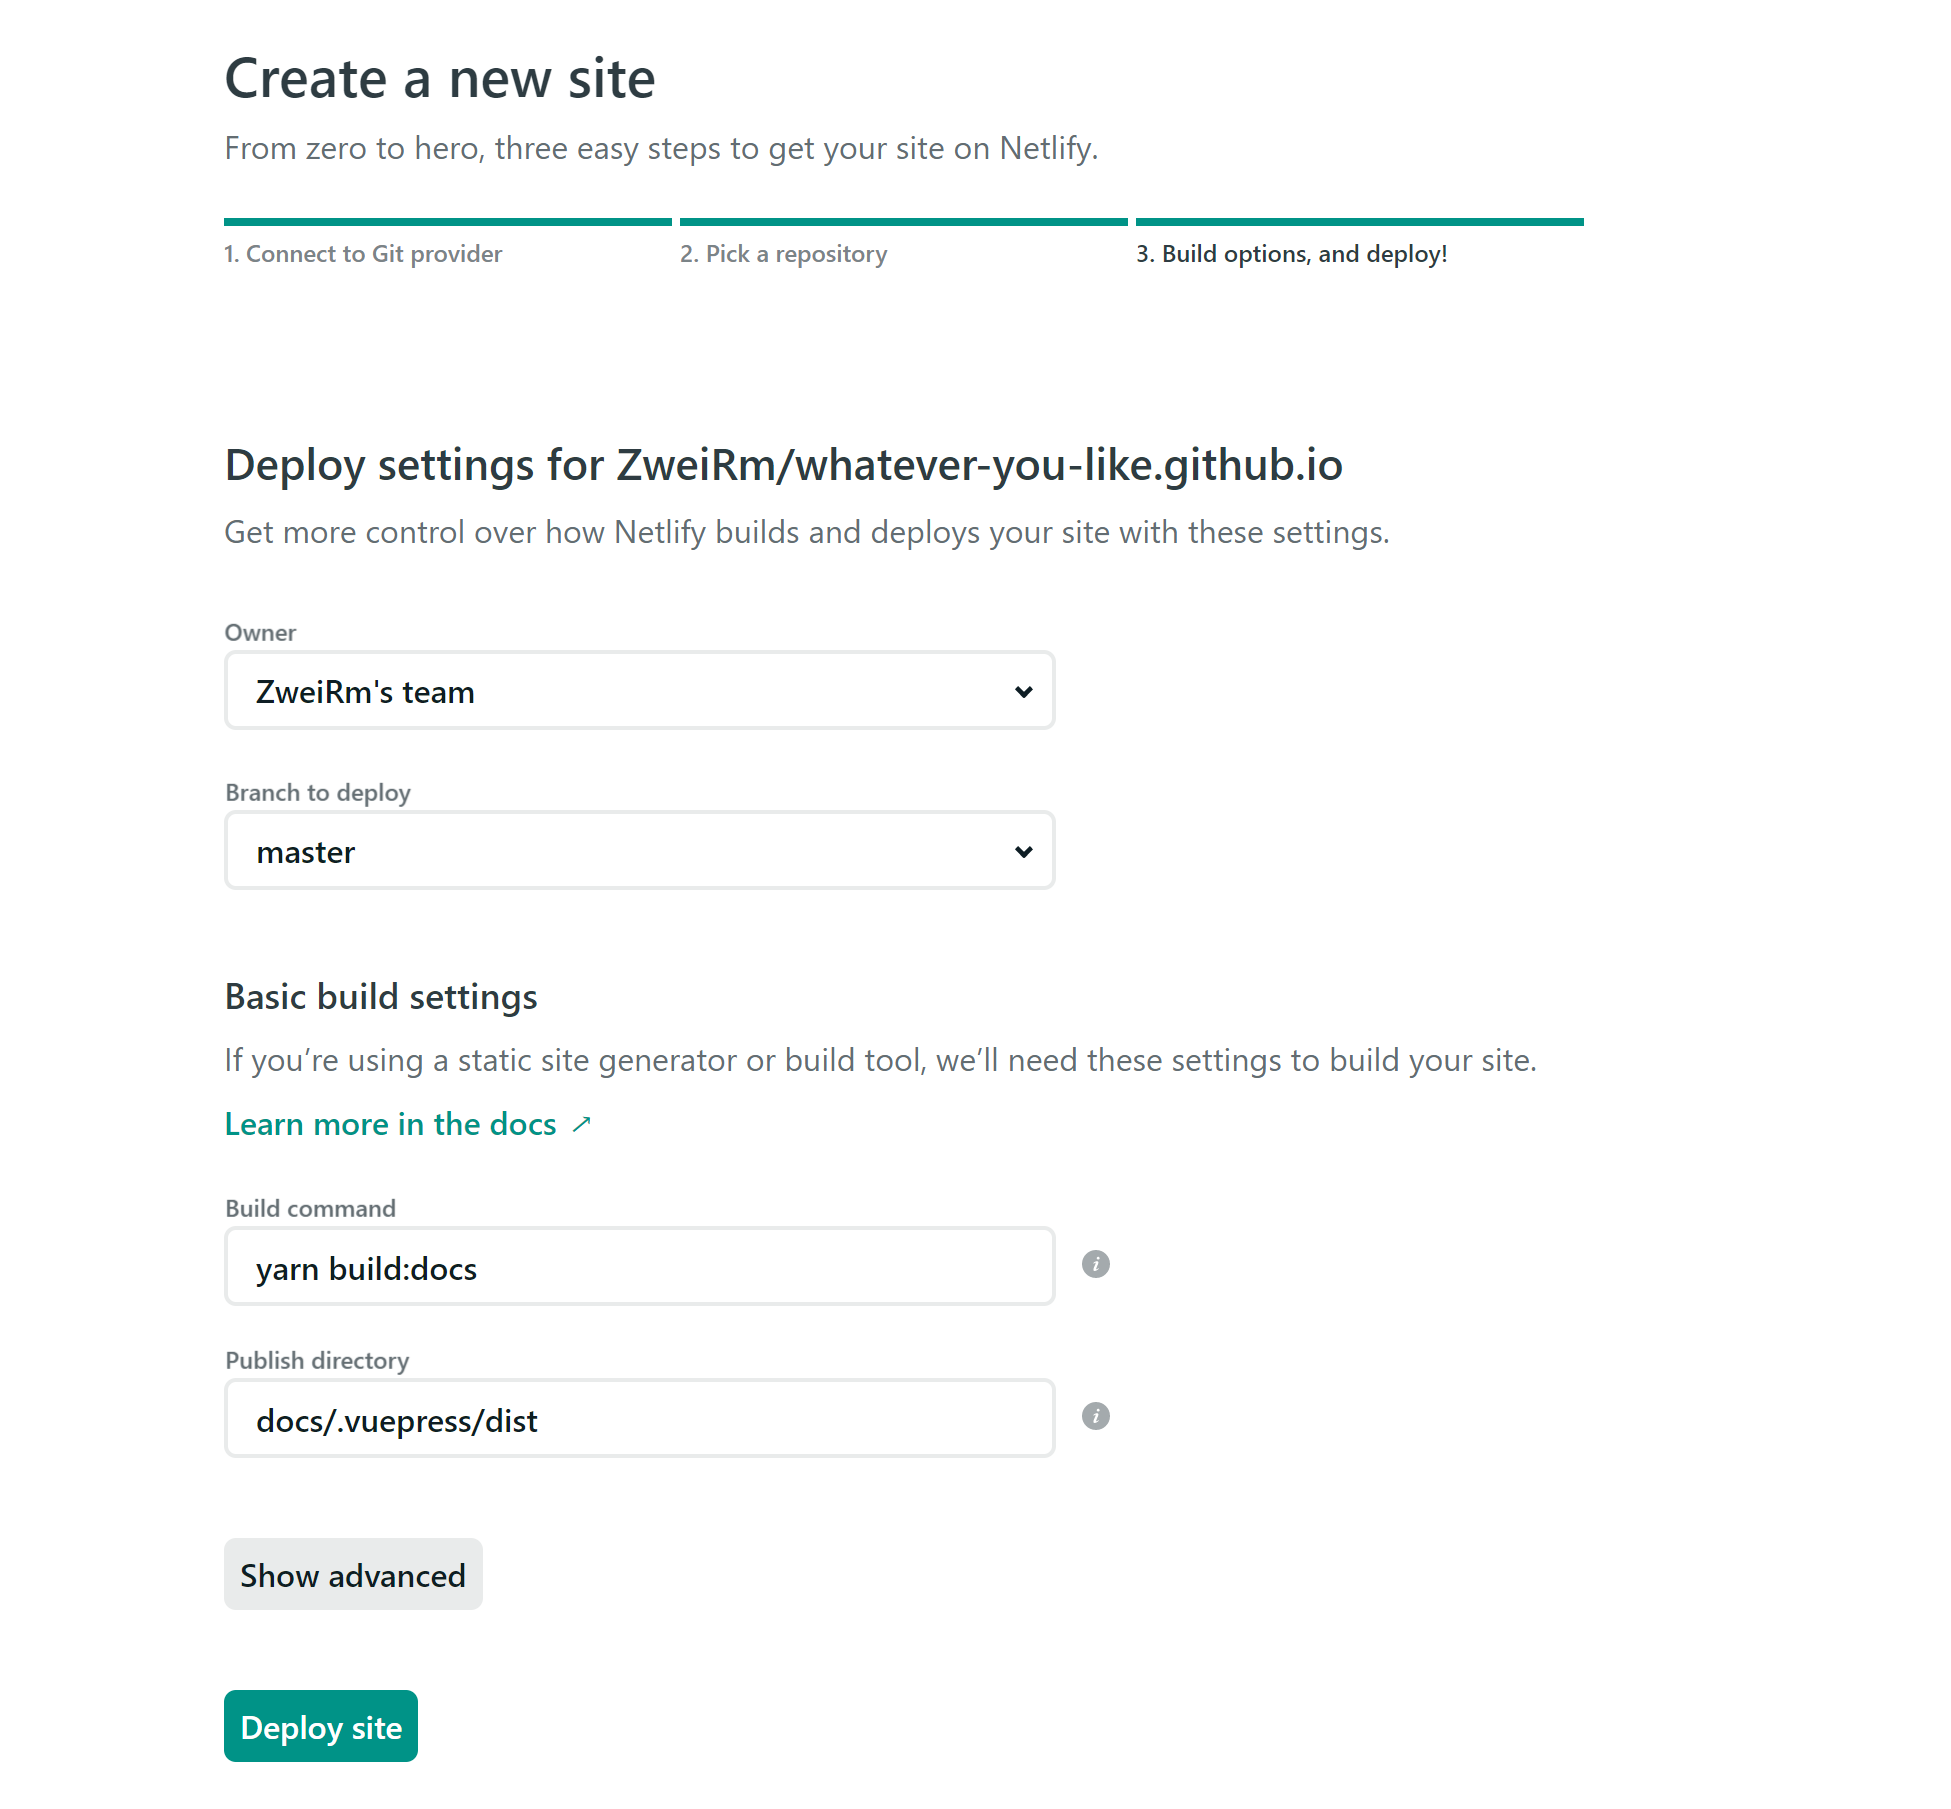 Create a new site
From zero to hero, three easy steps to get your site on Netlify.
1. Connect to Git provider
2. Pick a repository
3. Build options, and deploy!
Deploy settings for ZweiRm/whatever-you-like.github.io
Get more control over how Netlify builds and deploys your site with these settings.
Owner
ZweiRm's team
Branch to deploy
master
Basic build settings
If you’re using a static site generator or build tool, we’ll need these settings to build your site.
Learn more in the docs ↗
Build command
yarn build:docs
i
Publish directory
docs/.vuepress/dist
i
Show advanced
Deploy site